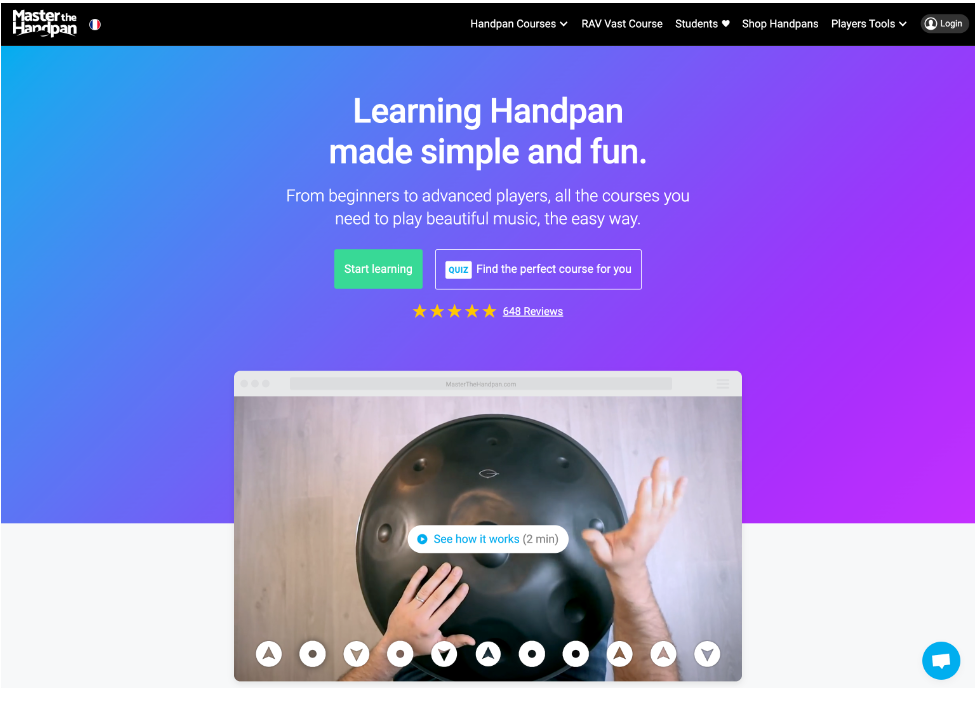 Master the
Handpan
Handpan Courses
RAV Vast Course
Students ♥
Shop Handpans
Players Tools
Login
Learning Handpan
made simple and fun.
From beginners to advanced players, all the courses you
need to play beautiful music, the easy way.
Start learning
QUIZ Find the perfect course for you
648 Reviews
MasterTheHandpan.com
See how it works (2 min)